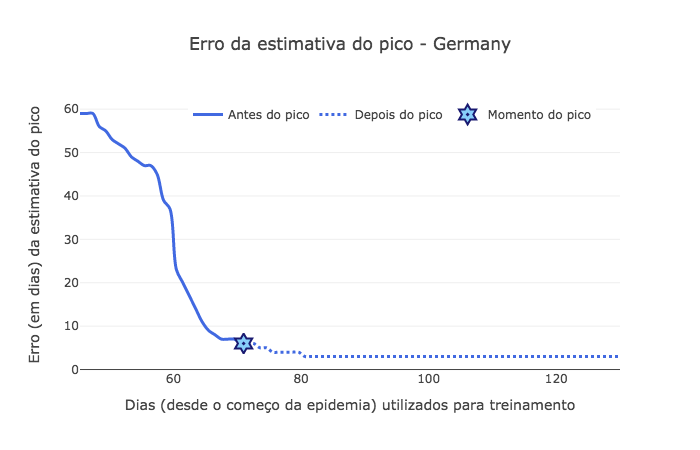 Erro da estimativa do pico - Germany
Antes do pico
Depois do pico
Momento do pico
Erro (em dias) da estimativa do pico
60
50
40
30
20
10
0
60
80
100
120
Dias (desde o começo da epidemia) utilizados para treinamento